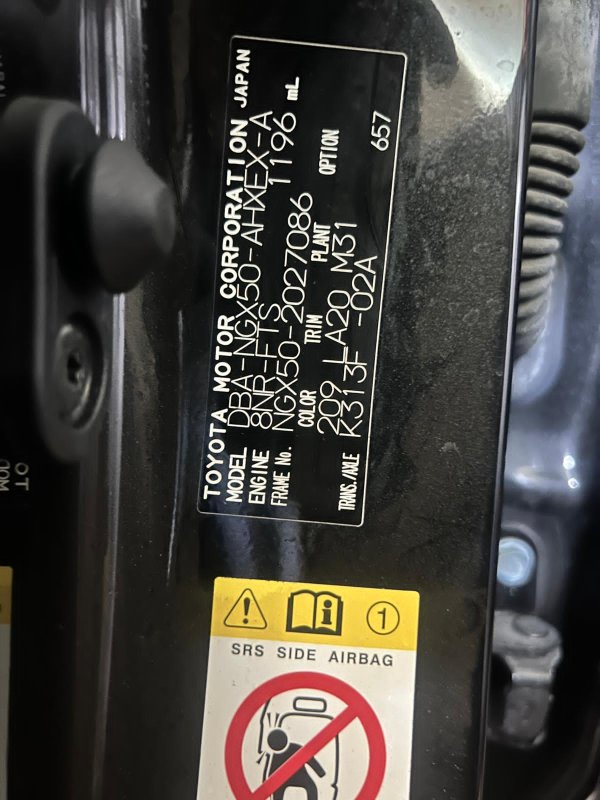 TOYOTA MOTOR CORPORATION JAPAN
MODEL DBA-NGX50-AHXEX-A
ENGINE 8NR-FTS 1196 mL
FRAME No. NGX50-2027086
COLOR TRIM PLANT OPTION
209 LA20 M31
TRANS./AXLE K313F -02A 657
1
SRS SIDE AIRBAG